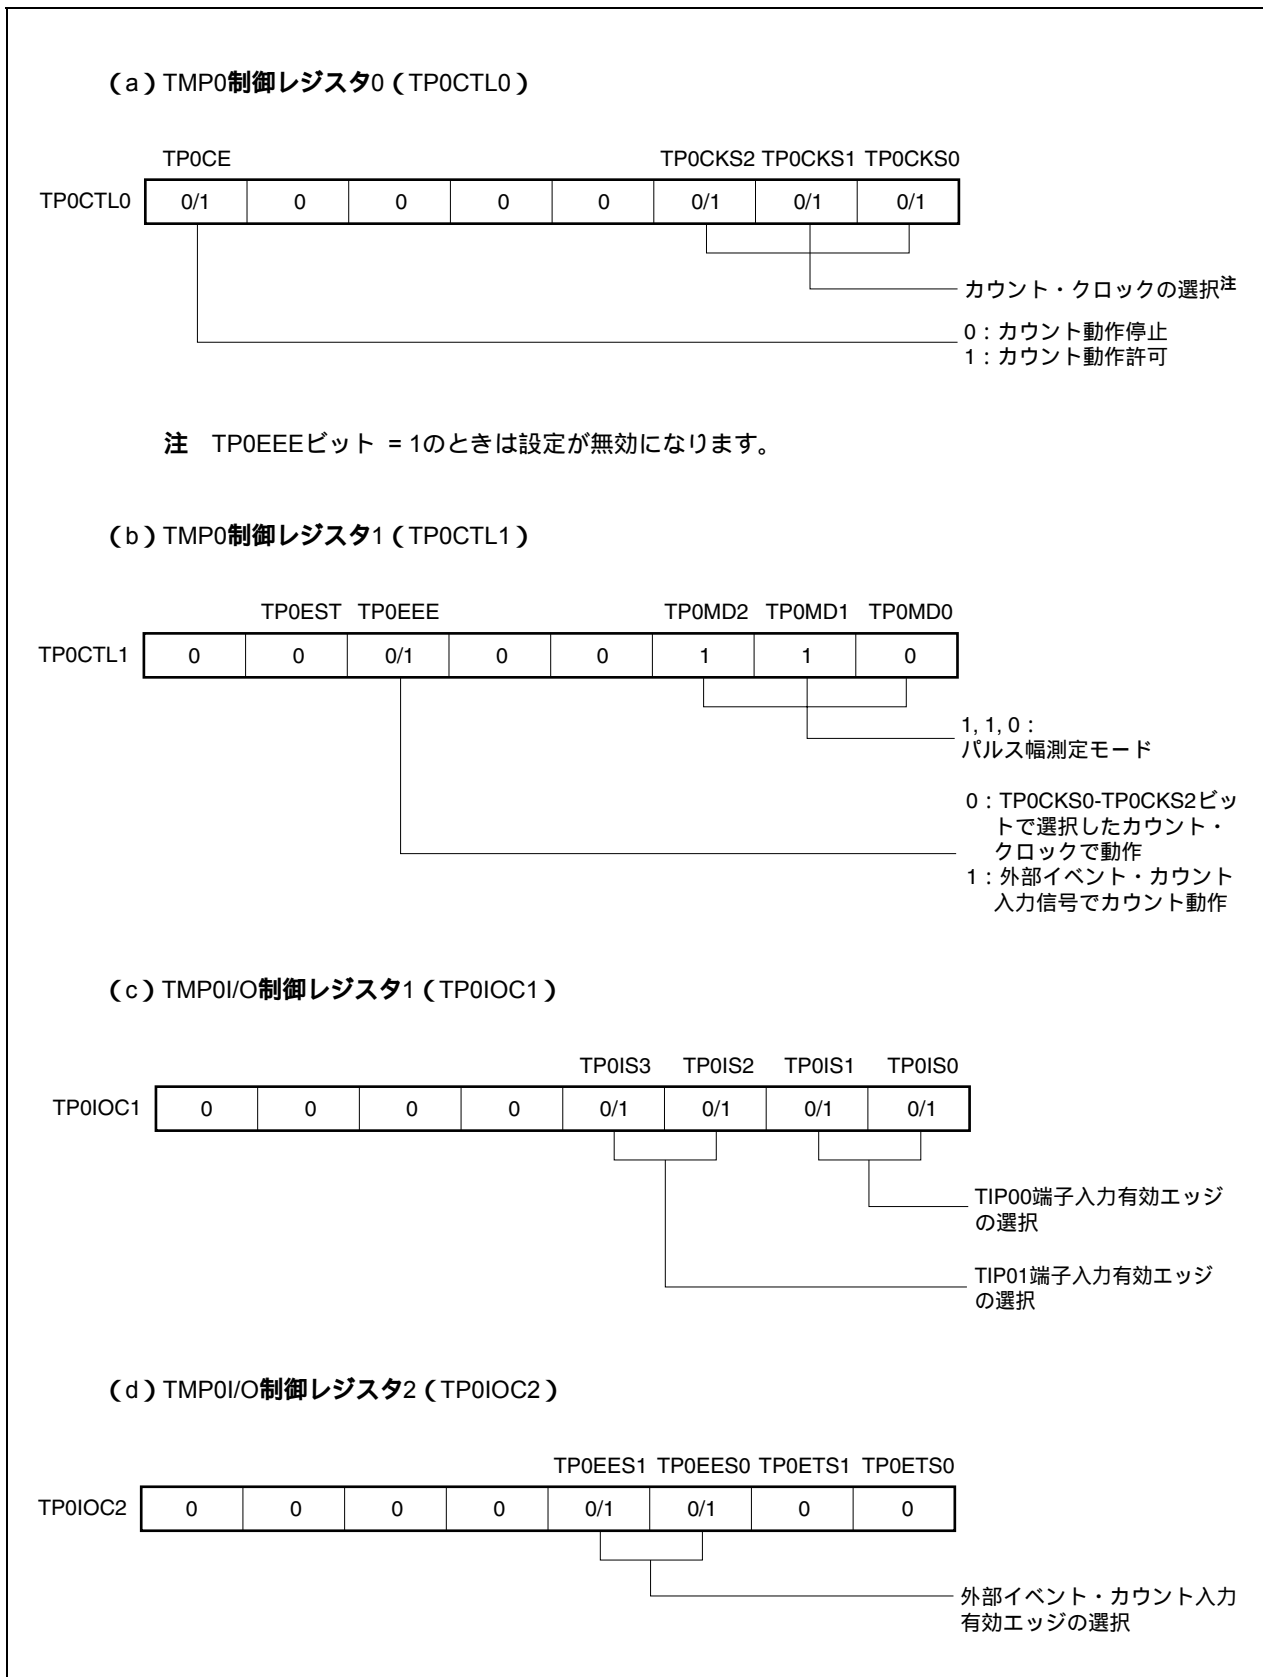 （a）TMP0制御レジスタ0（TP0CTL0）
TP0CE TP0CKS2 TP0CKS1 TP0CKS0
TP0CTL0 0/1 0 0 0 0 0/1 0/1 0/1
カウント・クロックの選択注
0：カウント動作停止
1：カウント動作許可
注 TP0EEEビット = 1のときは設定が無効になります。
（b）TMP0制御レジスタ1（TP0CTL1）
TP0EST TP0EEE TP0MD2 TP0MD1 TP0MD0
TP0CTL1 0 0 0/1 0 0 1 1 0
1, 1, 0：
パルス幅測定モード
0：TP0CKS0-TP0CKS2ビッ
トで選択したカウント・
クロックで動作
1：外部イベント・カウント
入力信号でカウント動作
（c）TMP0I/O制御レジスタ1（TP0IOC1）
TP0IS3 TP0IS2 TP0IS1 TP0IS0
TP0IOC1 0 0 0 0 0/1 0/1 0/1 0/1
TIP00端子入力有効エッジ
の選択
TIP01端子入力有効エッジ
の選択
（d）TMP0I/O制御レジスタ2（TP0IOC2）
TP0EES1 TP0EES0 TP0ETS1 TP0ETS0
TP0IOC2 0 0 0 0 0/1 0/1 0 0
外部イベント・カウント入力
有効エッジの選択